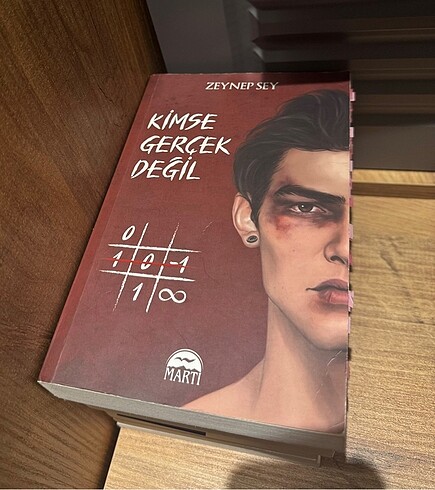 ZEYNEP SEY
KİMSE
GERÇEK
DEĞİL
0
1 0 -1
1 ∞
MARTI